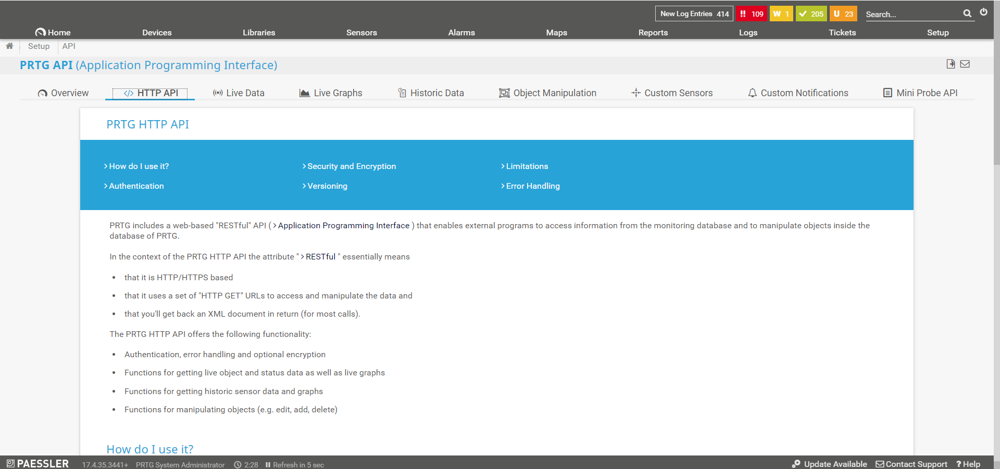 New Log Entries 414 !! 109 W 1 205 U 23 Search...
Home Devices Libraries Sensors Alarms Maps Reports Logs Tickets Setup
Setup API
PRTG API (Application Programming Interface)
Overview </> HTTP API Live Data Live Graphs Historic Data Object Manipulation Custom Sensors Custom Notifications Mini Probe API
PRTG HTTP API
How do I use it? Security and Encryption Limitations
Authentication Versioning Error Handling
PRTG includes a web-based "RESTful" API ( Application Programming Interface ) that enables external programs to access information from the monitoring database and to manipulate objects inside the
database of PRTG.
In the context of the PRTG HTTP API the attribute " RESTful " essentially means
• that it is HTTP/HTTPS based
• that it uses a set of "HTTP GET" URLs to access and manipulate the data and
• that you'll get back an XML document in return (for most calls).
The PRTG HTTP API offers the following functionality:
• Authentication, error handling and optional encryption
• Functions for getting live object and status data as well as live graphs
• Functions for getting historic sensor data and graphs
• Functions for manipulating objects (e.g. edit, add, delete)
How do I use it?
PAESSLER 17.4.35.3441+ PRTG System Administrator 2:28 Refresh in 5 sec Update Available Contact Support ? Help